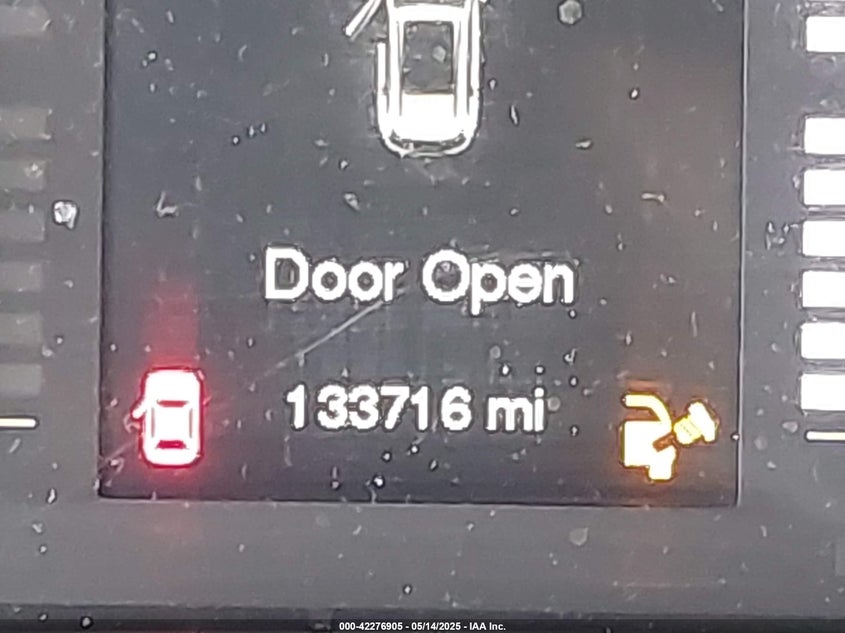 Door Open
133716 mi
000-42276905 - 05/14/2025 - IAA Inc.